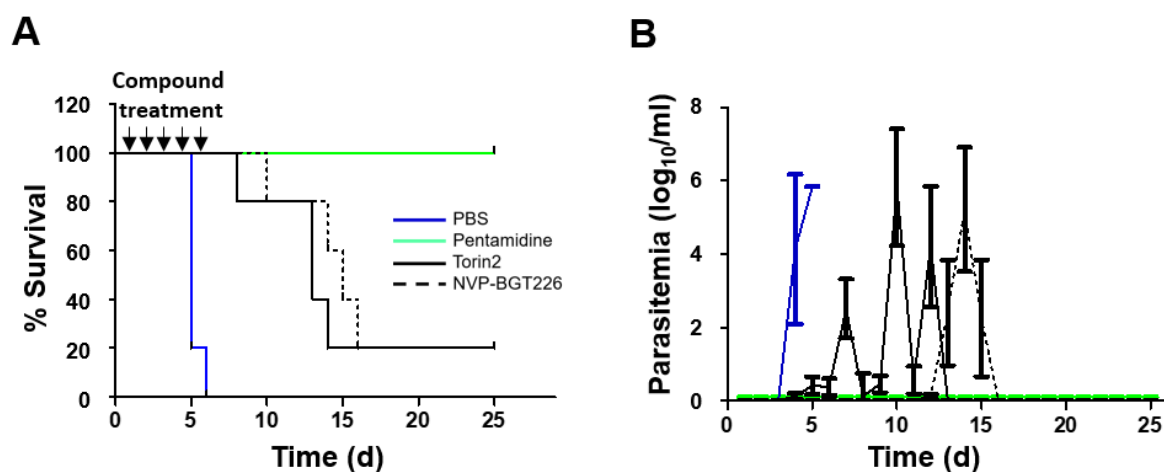 A
Compound
treatment
120
100
80
60
40
20
0
% Survival
PBS
Pentamidine
Torin2
NVP-BGT226
0 5 10 15 20 25
Time (d)
B
8
6
4
2
0
Parasitemia (log₁₀/ml)
0 5 10 15 20 25
Time (d)